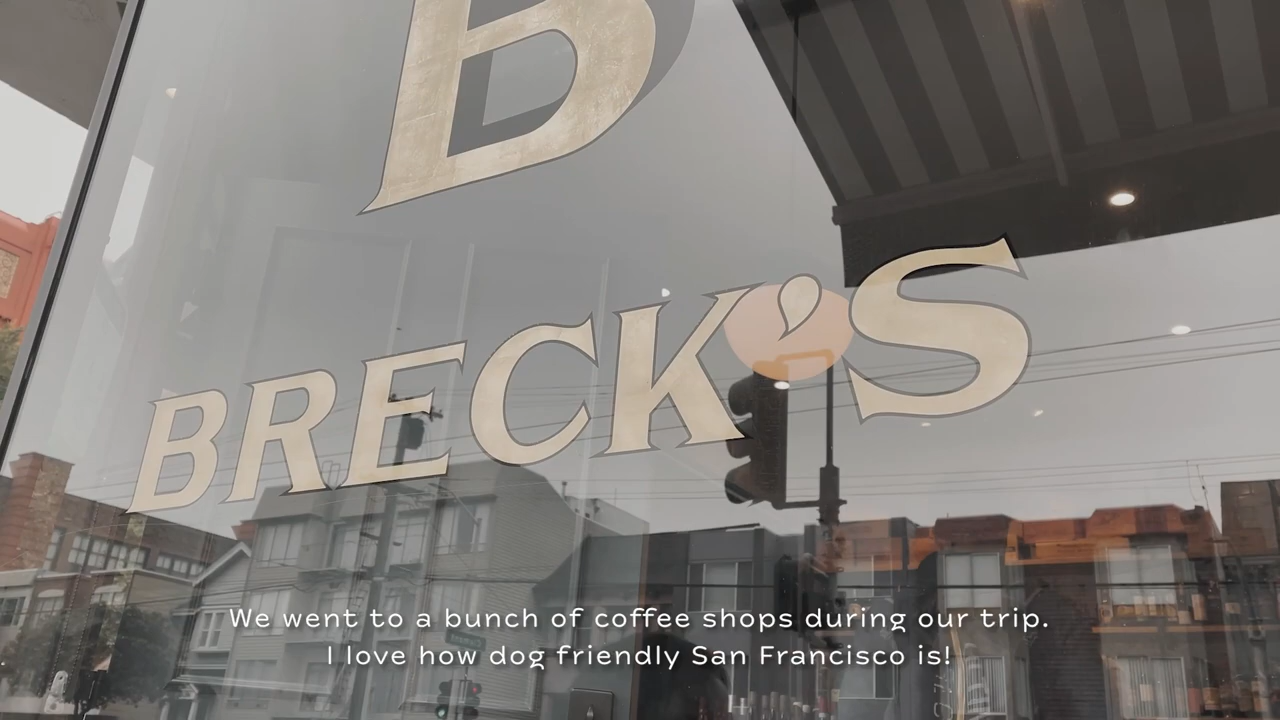 B
BRECK'S
We went to a bunch of coffee shops during our trip.
I love how dog friendly San Francisco is!